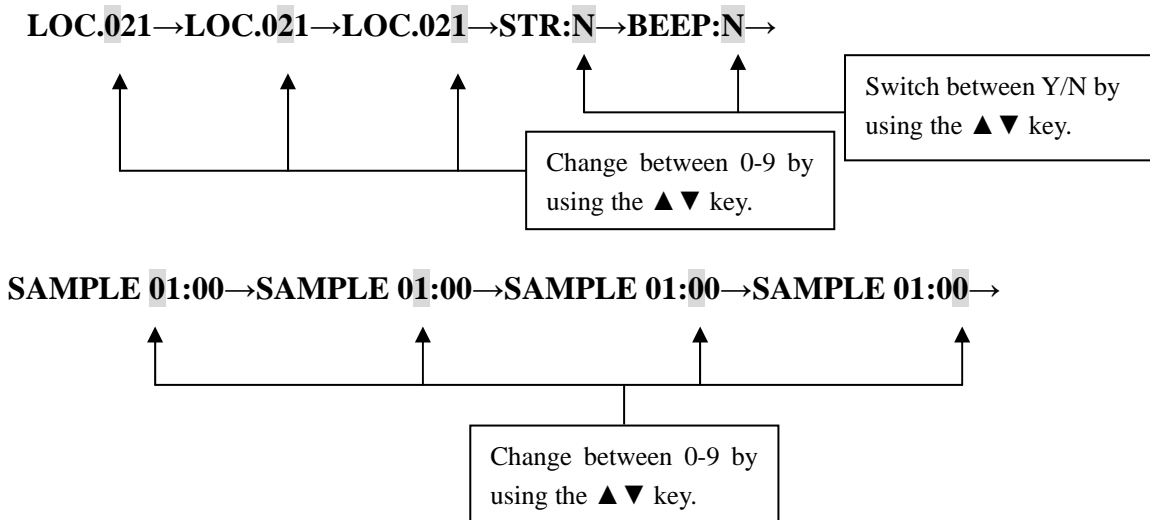 LOC.021→LOC.021→LOC.021→STR:N→BEEP:N→
Switch between Y/N by
using the ▲▼ key.
Change between 0-9 by
using the ▲▼ key.
SAMPLE 01:00→SAMPLE 01:00→SAMPLE 01:00→SAMPLE 01:00→
Change between 0-9 by
using the ▲▼ key.